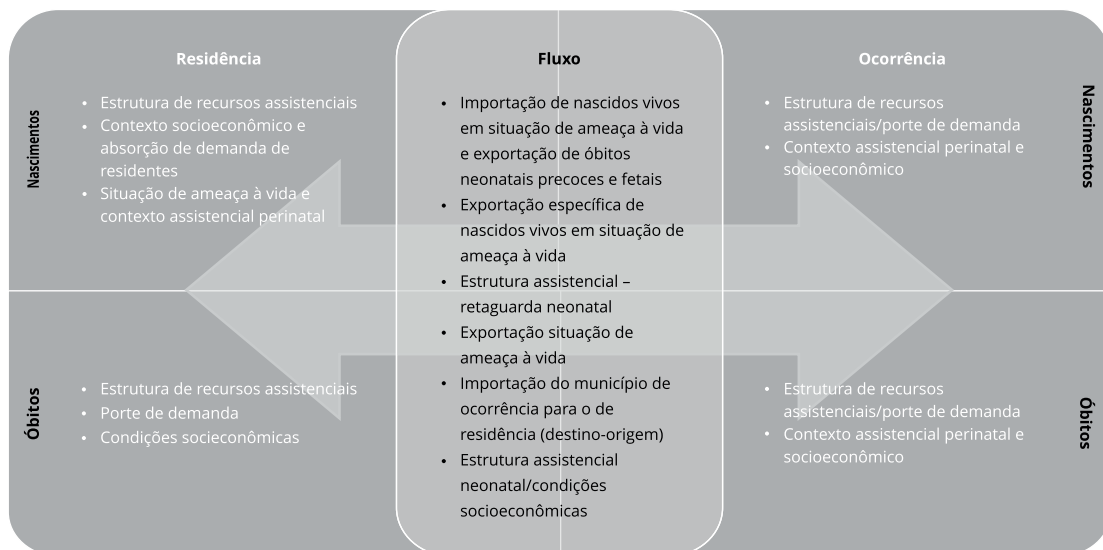 Residência
Nascimentos
• Estrutura de recursos assistenciais
• Contexto socioeconômico e
absorção de demanda de
residentes
• Situação de ameaça à vida e
contexto assistencial perinatal
Óbitos
• Estrutura de recursos assistenciais
• Porte de demanda
• Condições socieconômicas
Fluxo
• Importação de nascidos vivos
em situação de ameaça à vida
e exportação de óbitos
neonatais precoces e fetais
• Exportação específica de
nascidos vivos em situação de
ameaça à vida
• Estrutura assistencial –
retaguarda neonatal
• Exportação situação de
ameaça à vida
• Importação do município de
ocorrência para o de
residência (destino-origem)
• Estrutura assistencial
neonatal/condições
socioeconômicas
Ocorrência
Nascimentos
• Estrutura de recursos
assistenciais/porte de demanda
• Contexto assistencial perinatal e
socioeconômico
Óbitos
• Estrutura de recursos
assistenciais/porte de demanda
• Contexto assistencial perinatal e
socioeconômico